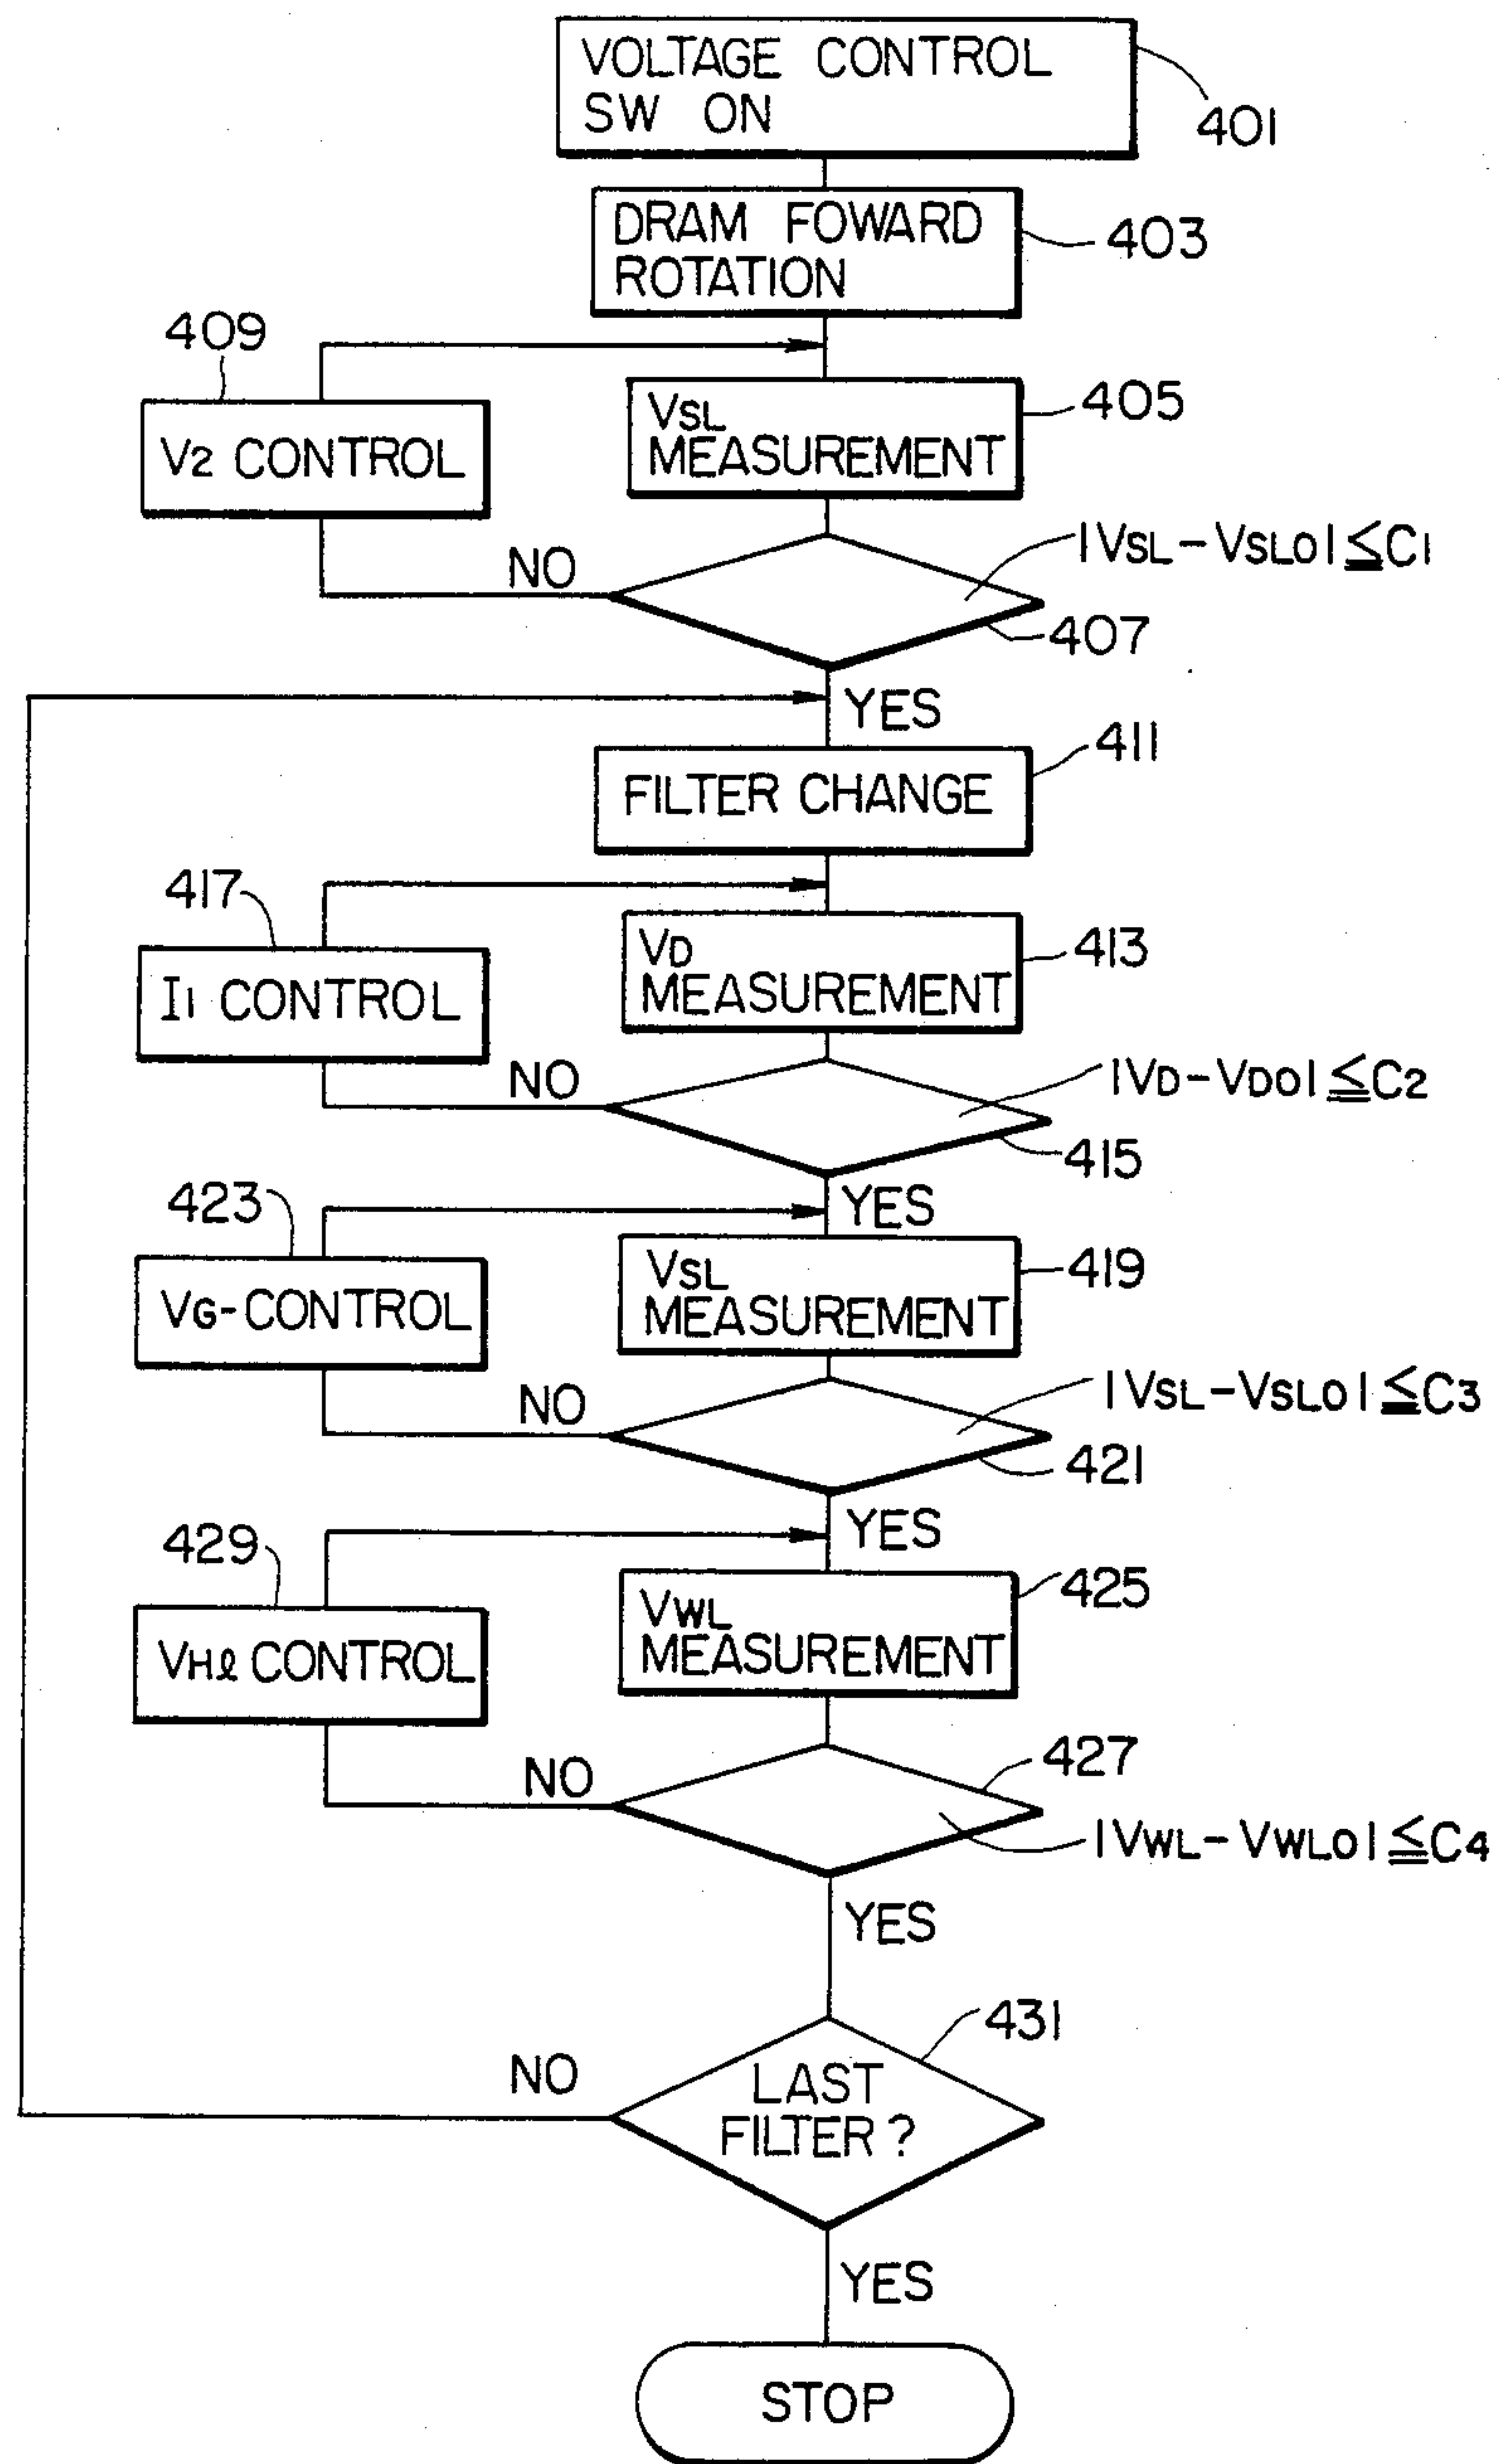 VOLTAGE CONTROL
SW ON
401
DRAM FOWARD
ROTATION
403
409
VSL
MEASUREMENT
405
V2 CONTROL
|VSL-VSLO|≦C1
NO
407
YES
411
FILTER CHANGE
417
VD
MEASUREMENT
413
I1 CONTROL
NO
|VD-VDO|≦C2
415
YES
423
VSL
MEASUREMENT
419
VG-CONTROL
NO
|VSL-VSLO|≦C3
421
YES
429
VWL
MEASUREMENT
425
VHℓ CONTROL
427
NO
|VWL-VWLO|≦C4
YES
431
NO
LAST
FILTER?
YES
STOP